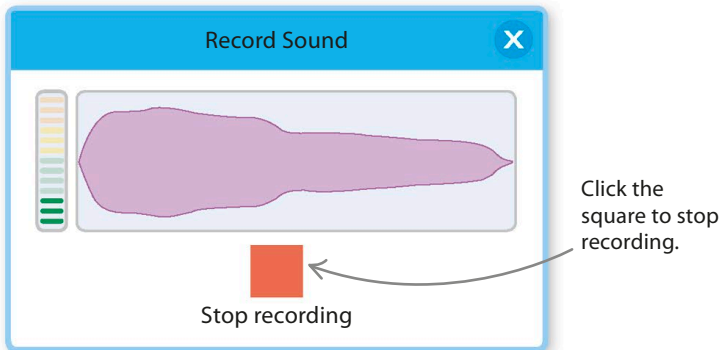 Record Sound
X
Click the
square to stop
recording.
Stop recording